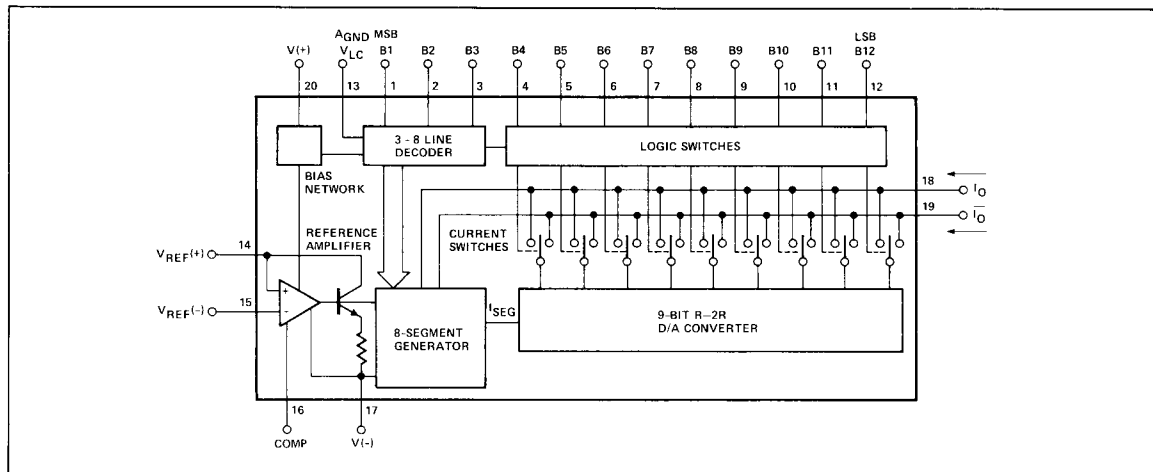 V(+)
AGND
VLC
MSB
B1
B2
B3
B4
B5
B6
B7
B8
B9
B10
B11
LSB
B12
20
13
1
2
3
4
5
6
7
8
9
10
11
12
3 - 8 LINE
DECODER
LOGIC SWITCHES
BIAS
NETWORK
18
IO
19
IO
REFERENCE
AMPLIFIER
CURRENT
SWITCHES
14
VREF(+)
15
VREF(-)
+
-
8-SEGMENT
GENERATOR
ISEG
9-BIT R-2R
D/A CONVERTER
16
17
COMP
V(-)